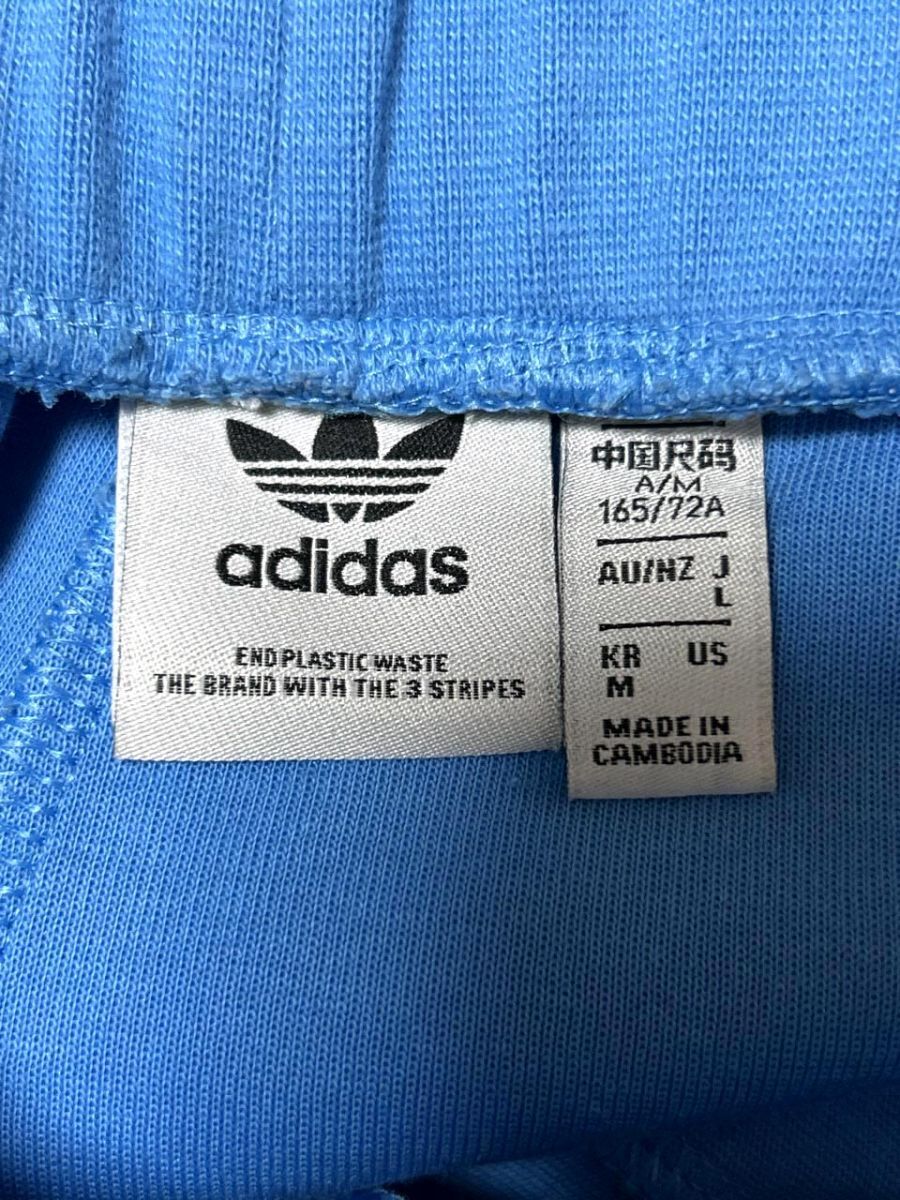 adidas
END PLASTIC WASTE
THE BRAND WITH THE 3 STRIPES
中国尺码
A/M
165/72A
AU/NZ J
L
KR US
M
MADE IN
CAMBODIA